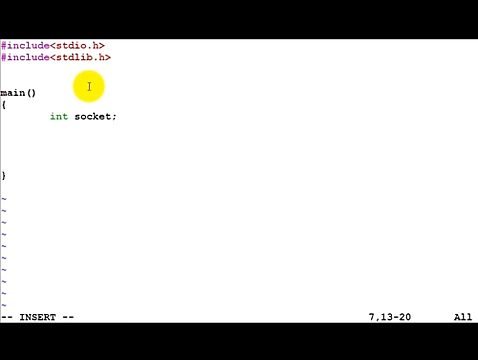 #include<stdio.h>
#include<stdlib.h>
main()
{
int socket;
}
~
~
~
~
~
~
~
~
~
~
-- INSERT -- 7,13-20 All